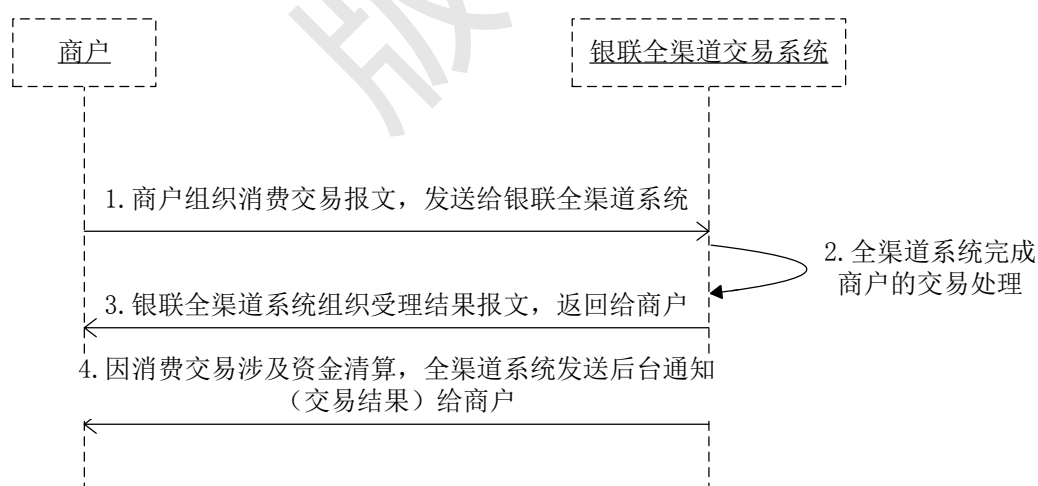 商户
银联全渠道交易系统
1.商户组织消费交易报文，发送给银联全渠道系统
2.全渠道系统完成
商户的交易处理
3.银联全渠道系统组织受理结果报文，返回给商户
4.因消费交易涉及资金清算，全渠道系统发送后台通知
（交易结果）给商户
版